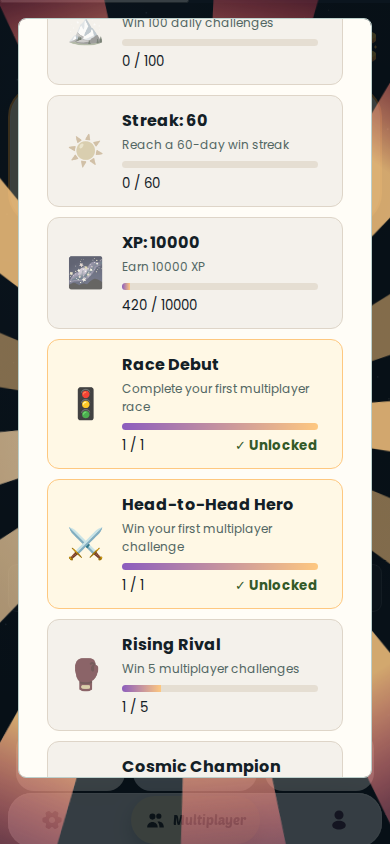 Win 100 daily challenges
0 / 100
Streak: 60
Reach a 60-day win streak
0 / 60
XP: 10000
Earn 10000 XP
420 / 10000
Race Debut
Complete your first multiplayer
race
1 / 1 ✓ Unlocked
Head-to-Head Hero
Win your first multiplayer
challenge
1 / 1 ✓ Unlocked
Rising Rival
Win 5 multiplayer challenges
1 / 5
Cosmic Champion
Multiplayer